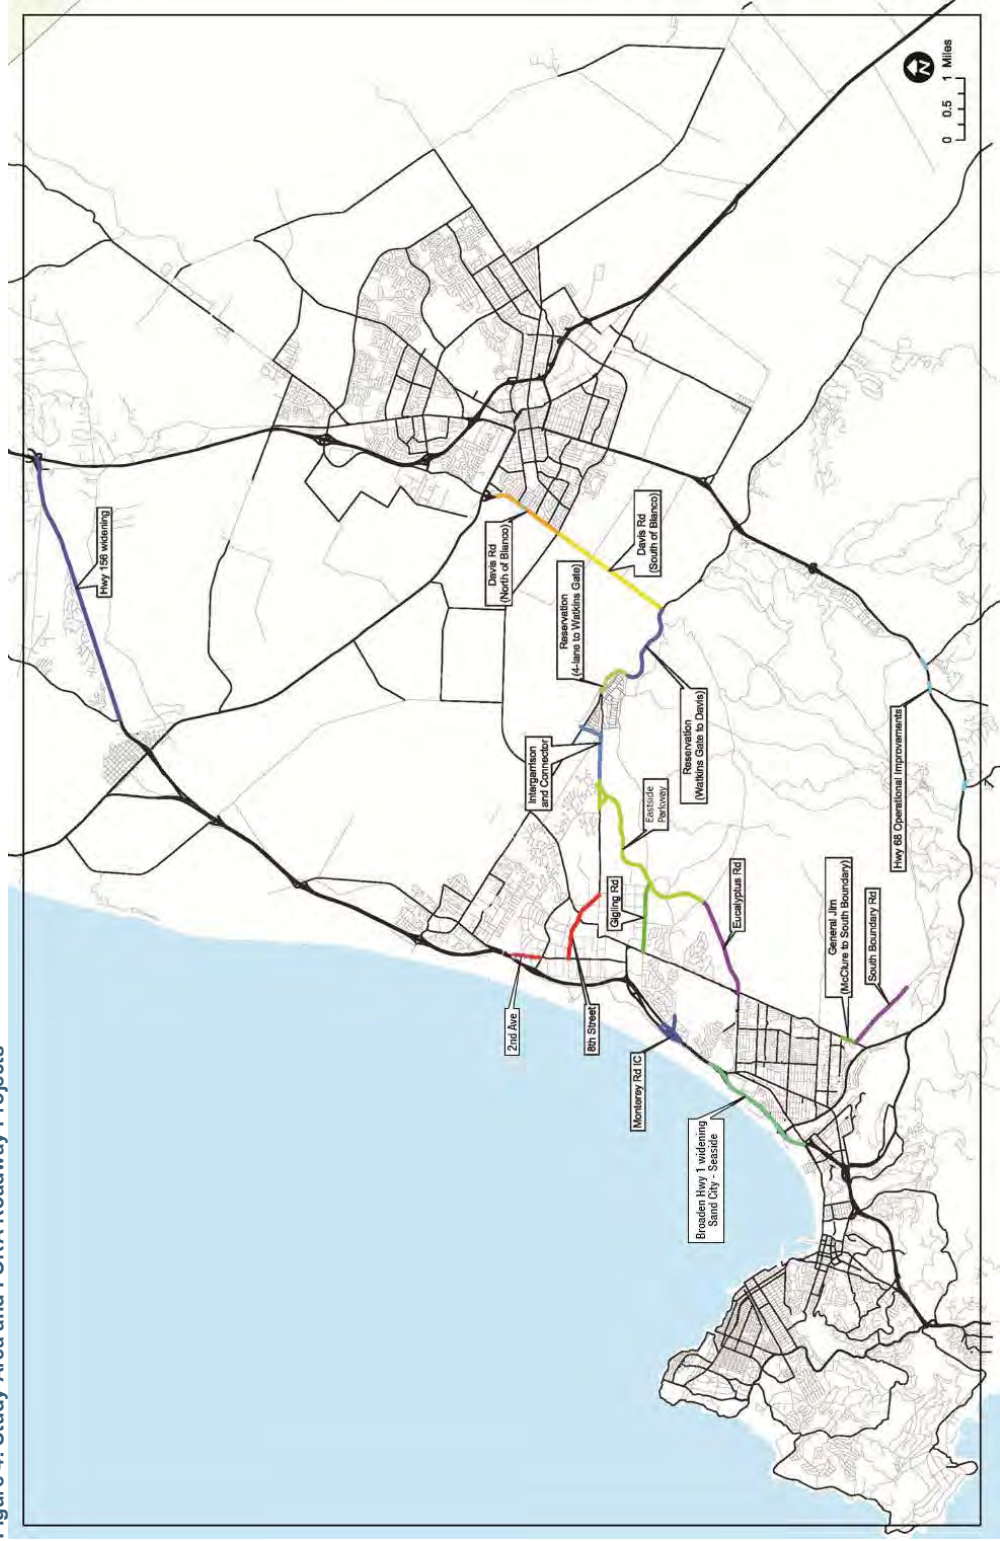 Figure 4. Study Area and FORA Roadway Projects
Hwy 156 widening
Davis Rd
(North of Blanco)
Davis Rd
(South of Blanco)
Reservation
(4-lane to Watkins Gate)
Reservation
(Watkins Gate to Davis)
Intergarrison
and Connector
Eastside
Parkway
Gigling Rd
Eucalyptus Rd
2nd Ave
8th Street
Monterey Rd IC
Broaden Hwy 1 widening
Sand City - Seaside
General Jim
(McClure to South Boundary)
South Boundary Rd
Hwy 68 Operational Improvements
N
0 0.5 1 Miles